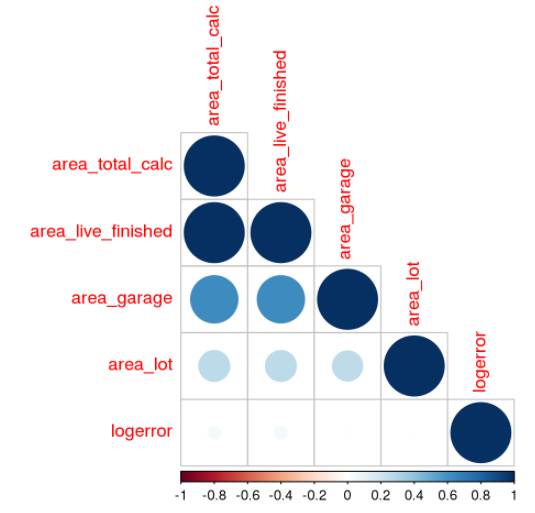 area_total_calc
area_live_finished
area_garage
area_lot
logerror
area_total_calc
area_live_finished
area_garage
area_lot
logerror
-1 -0.8 -0.6 -0.4 -0.2 0 0.2 0.4 0.6 0.8 1